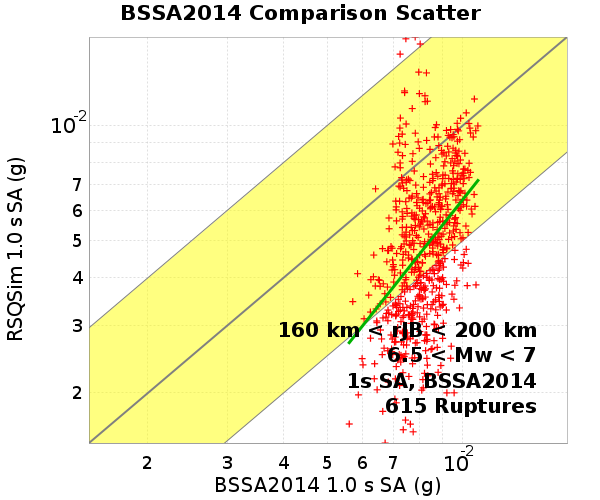 BSSA2014 Comparison Scatter
RSQSim 1.0 s SA (g)
10-2
7
6
5
4
3
2
160 km < rJB < 200 km
6.5 < Mw < 7
1s SA, BSSA2014
615 Ruptures
2 3 4 5 6 7 10-2
BSSA2014 1.0 s SA (g)